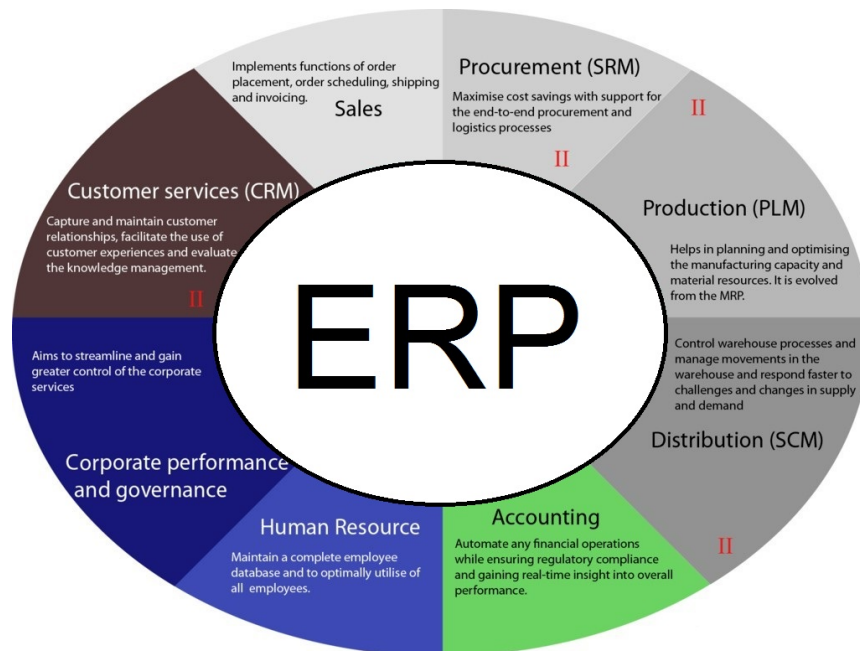 Implements functions of order
placement, order scheduling, shipping
and invoicing.
Sales
Procurement (SRM)
Maximise cost savings with support for
the end-to-end procurement and
logistics processes
II
II
Production (PLM)
Helps in planning and optimising
the manufacturing capacity and
material resources. It is evolved
from the MRP.
Control warehouse processes and
manage movements in the
warehouse and respond faster to
challenges and changes in supply
and demand
Distribution (SCM)
II
Accounting
Automate any financial operations
while ensuring regulatory compliance
and gaining real-time insight into overall
performance.
Human Resource
Maintain a complete employee
database and to optimally utilise of
all employees.
Aims to streamline and gain
greater control of the corporate
services
Corporate performance
and governance
Customer services (CRM)
Capture and maintain customer
relationships, facilitate the use of
customer experiences and evaluate
the knowledge management.
II
ERP